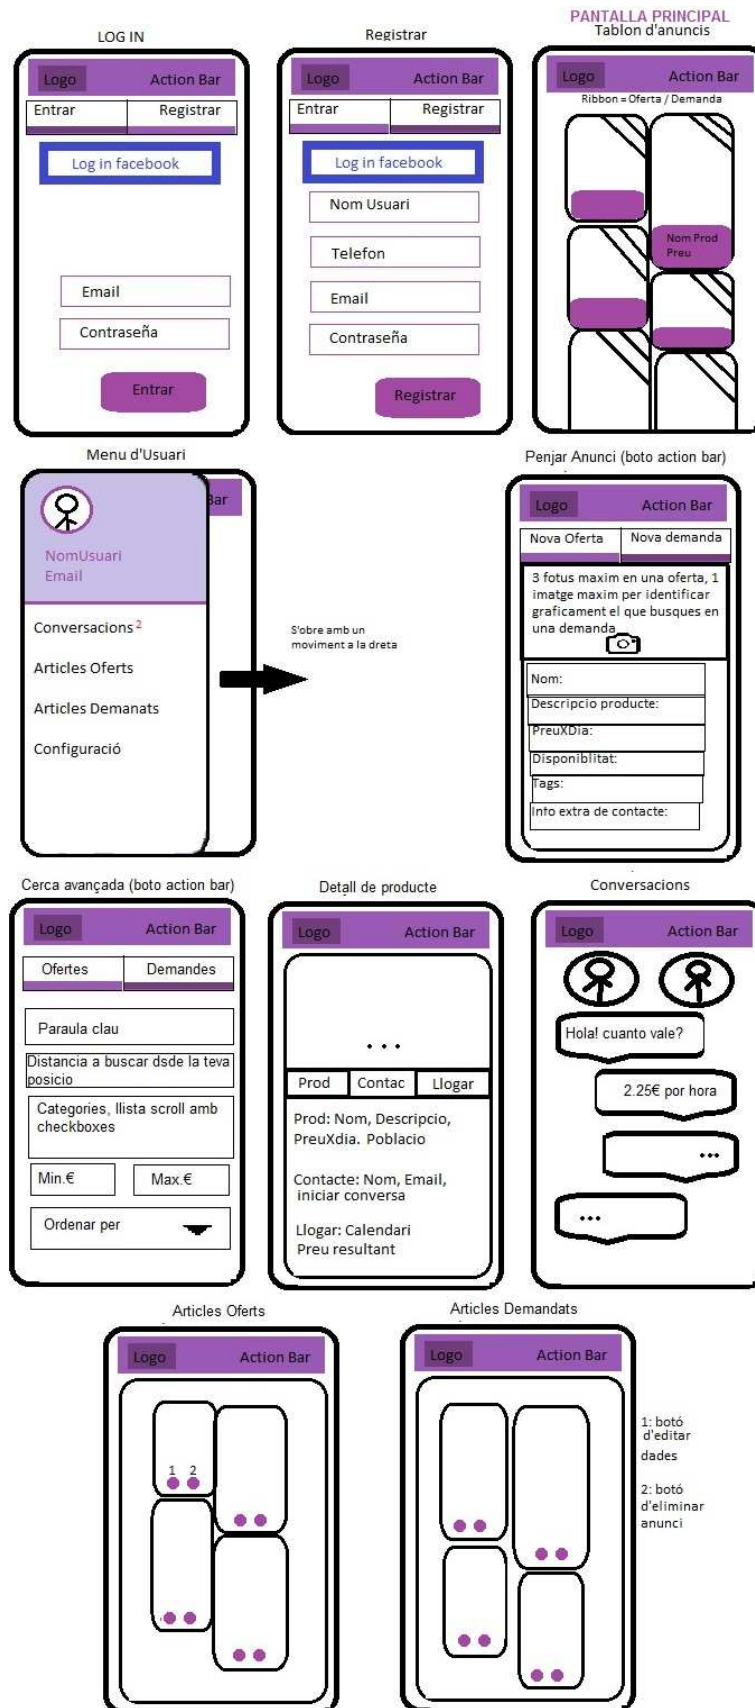 LOG IN
Logo Action Bar
Entrar Registrar
Log in facebook
Email
Contraseña
Entrar
Registrar
Logo Action Bar
Entrar Registrar
Log in facebook
Nom Usuari
Telefon
Email
Contraseña
Registrar
PANTALLA PRINCIPAL
Tablon d'anuncis
Logo Action Bar
Ribbon = Oferta / Demanda
Nom Prod
Preu
Menu d'Usuari
Bar
NomUsuari
Email
Conversacions 2
Articles Oferts
Articles Demanats
Configuració
S'obre amb un
moviment a la dreta
Penjar Anunci (boto action bar)
Logo Action Bar
Nova Oferta Nova demanda
3 fotus maxim en una oferta, 1
imatge maxim per identificar
graficament el que busques en
una demanda
Nom:
Descripcio producte:
PreuXDia:
Disponiblitat:
Tags:
Info extra de contacte:
Cerca avançada (boto action bar)
Logo Action Bar
Ofertes Demandes
Paraula clau
Distancia a buscar dsde la teva
posicio
Categories, llista scroll amb
checkboxes
Min.€ Max.€
Ordenar per
Detall de producte
Logo Action Bar
...
Prod Contac Llogar
Prod: Nom, Descripcio,
PreuXdia. Poblacio
Contacte: Nom, Email,
iniciar conversa
Llogar: Calendari
Preu resultant
Conversacions
Logo Action Bar
Hola! cuanto vale?
2.25€ por hora
...
...
Articles Oferts
Logo Action Bar
1 2
Articles Demandats
Logo Action Bar
1: botó
d'editar
dades
2: botó
d'eliminar
anunci